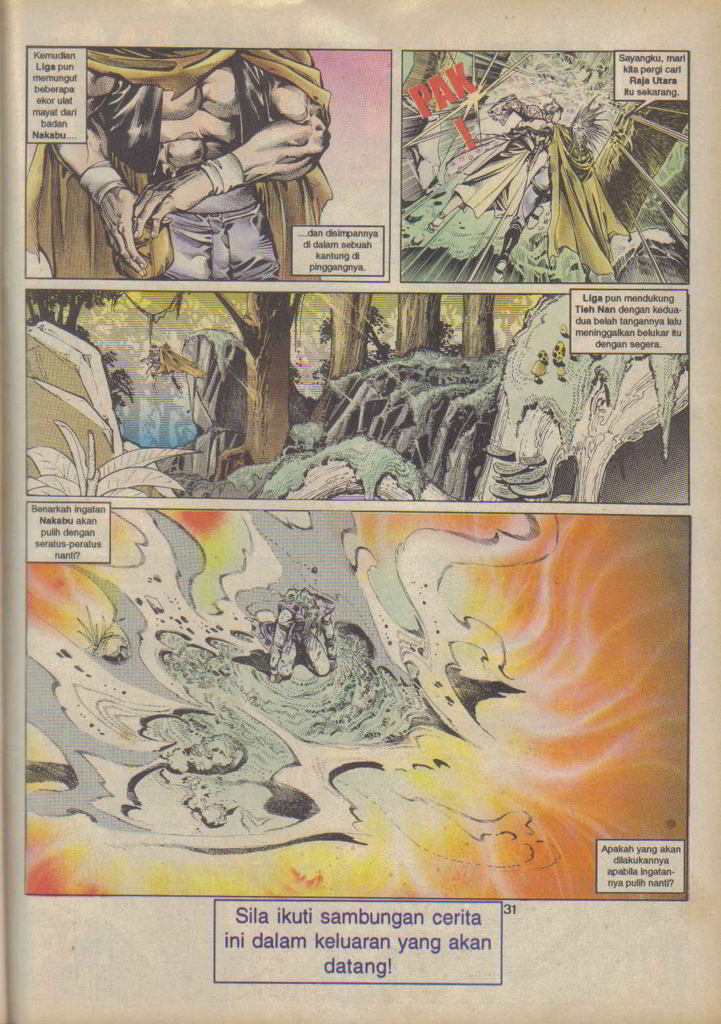 Kemudian
Liga pun
memungut
beberapa
ekor ulat
mayat dari
badan
Nakabu....
....dan disimpannya
di dalam sebuah
kantung di
pinggangnya.
PAK
!
Sayangku, mari
kita pergi cari
Raja Utara
itu sekarang.
Liga pun mendukung
Tieh Nan dengan kedua-
dua belah tangannya lalu
meninggalkan belukar itu
dengan segera.
Benarkah ingatan
Nakabu akan
pulih dengan
seratus-peratus
nanti?
Apakah yang akan
dilakukannya
apabila ingatan-
nya pulih nanti?
31
Sila ikuti sambungan cerita
ini dalam keluaran yang akan
datang!